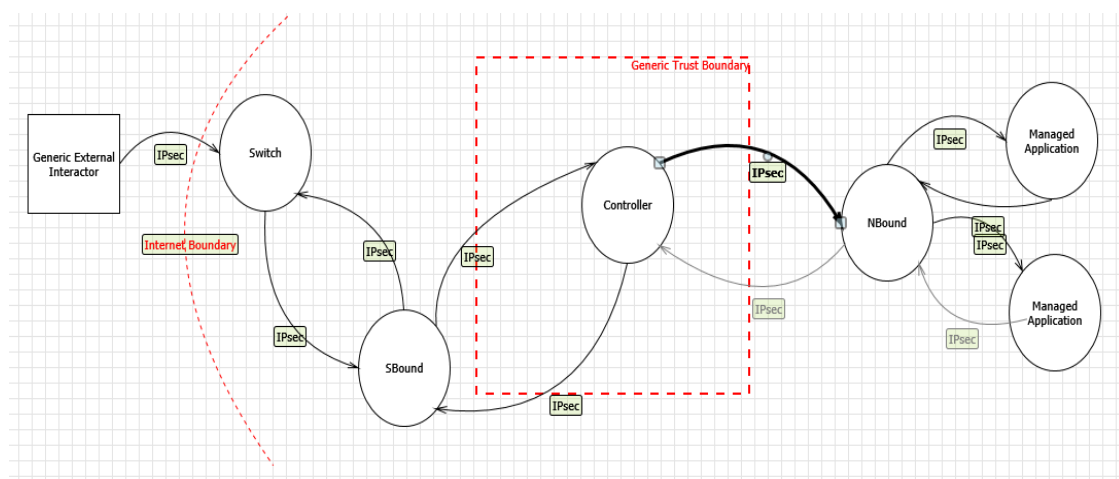 Generic External
Interactor
IPsec
Internet Boundary
Switch
IPsec
IPsec
SBound
IPsec
IPsec
Generic Trust Boundary
Controller
IPsec
IPsec
NBound
IPsec
Managed
Application
IPsec
IPsec
IPsec
Managed
Application